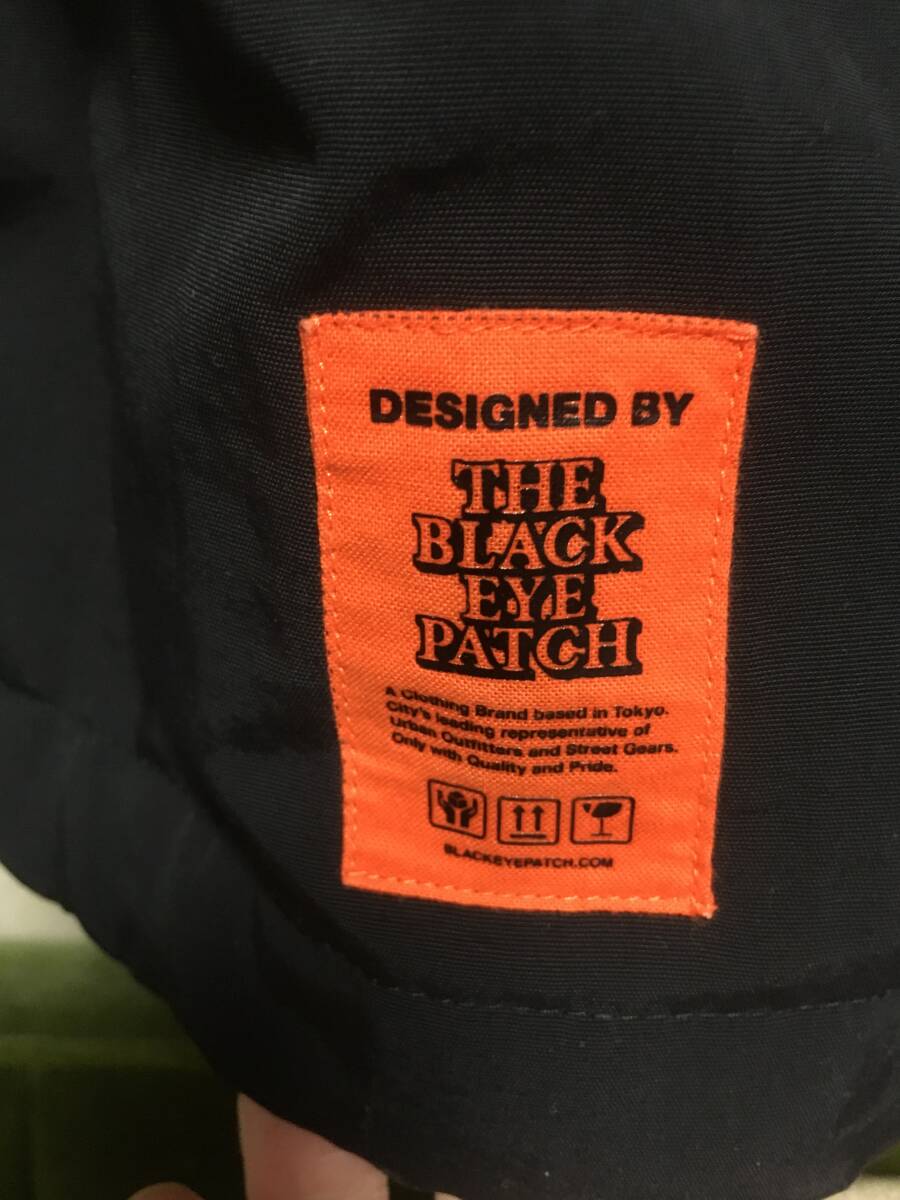 DESIGNED BY
THE
BLACK
EYE
PATCH
A Clothing Brand based in Tokyo.
City's leading representative of
Urban Outfitters and Street Gears.
Only with Quality and Pride.
BLACKEYEPATCH.COM